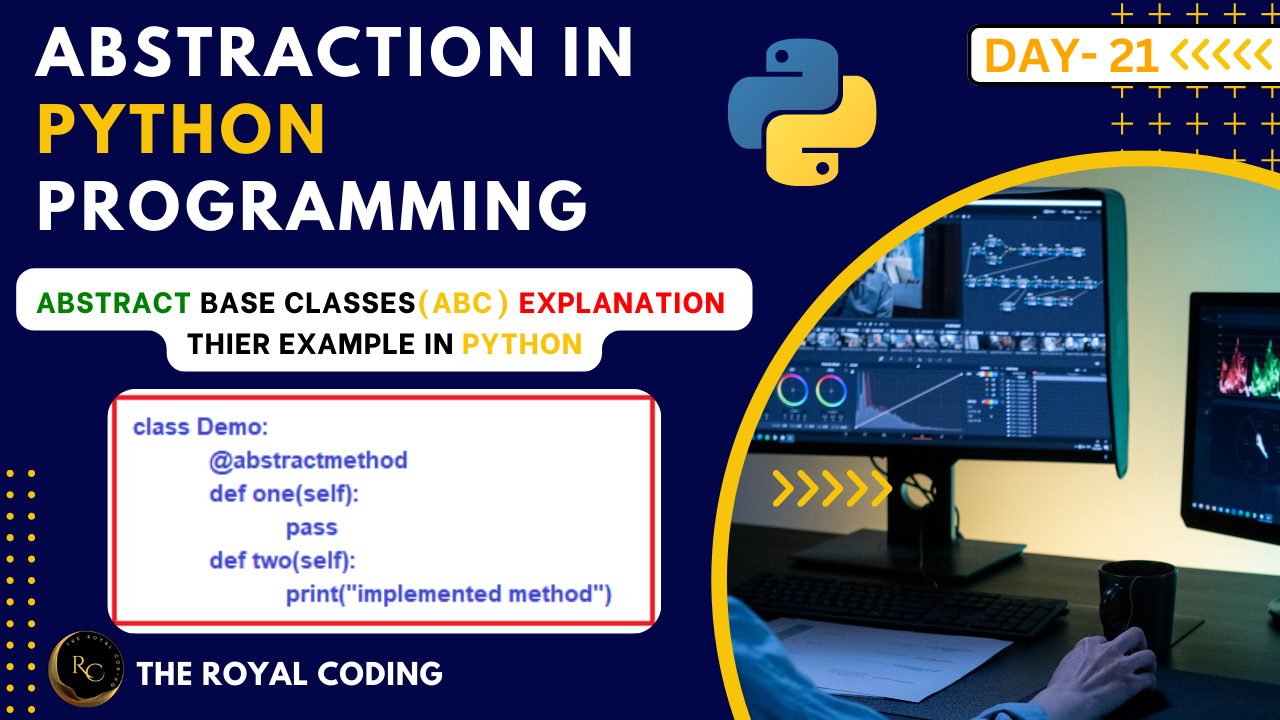 ABSTRACTION IN
PYTHON
PROGRAMMING
DAY- 21
ABSTRACT BASE CLASSES(ABC) EXPLANATION
THIER EXAMPLE IN PYTHON
class Demo:
@abstractmethod
def one(self):
pass
def two(self):
print("implemented method")
THE ROYAL CODING
RC
THE ROYAL CODING